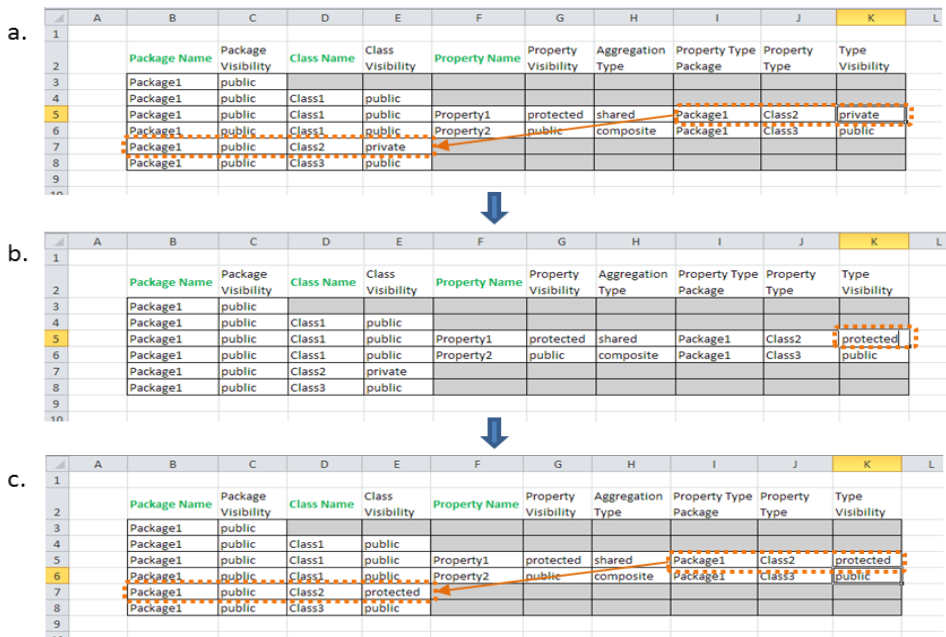 a.
A B C D E F G H I J K L
1
Package Class Property Aggregation Property Type Property Type
2 Package Name Visibility Class Name Visibility Property Name Visibility Type Package Type Visibility
3 Package1 public
4 Package1 public Class1 public
5 Package1 public Class1 public Property1 protected shared Package1 Class2 private
6 Package1 public Class1 public Property2 public composite Package1 Class3 public
7 Package1 public Class2 private
8 Package1 public Class3 public
9
10
b.
A B C D E F G H I J K L
1
Package Class Property Aggregation Property Type Property Type
2 Package Name Visibility Class Name Visibility Property Name Visibility Type Package Type Visibility
3 Package1 public
4 Package1 public Class1 public
5 Package1 public Class1 public Property1 protected shared Package1 Class2 protected
6 Package1 public Class1 public Property2 public composite Package1 Class3 public
7 Package1 public Class2 private
8 Package1 public Class3 public
9
10
c.
A B C D E F G H I J K L
1
Package Class Property Aggregation Property Type Property Type
2 Package Name Visibility Class Name Visibility Property Name Visibility Type Package Type Visibility
3 Package1 public
4 Package1 public Class1 public
5 Package1 public Class1 public Property1 protected shared Package1 Class2 protected
6 Package1 public Class1 public Property2 public composite Package1 Class3 public
7 Package1 public Class2 protected
8 Package1 public Class3 public
9